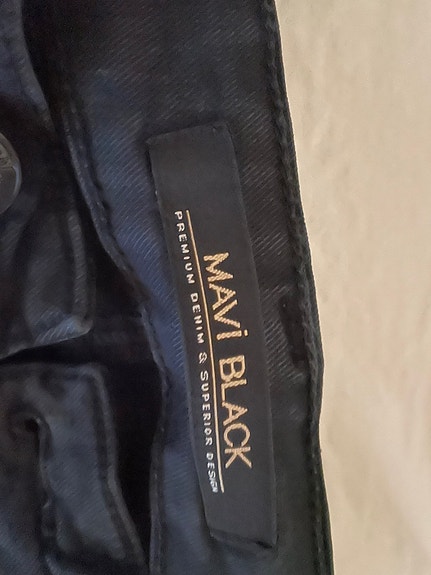 MAVİ BLACK
PREMIUM DENIM & SUPERIOR DESIGN